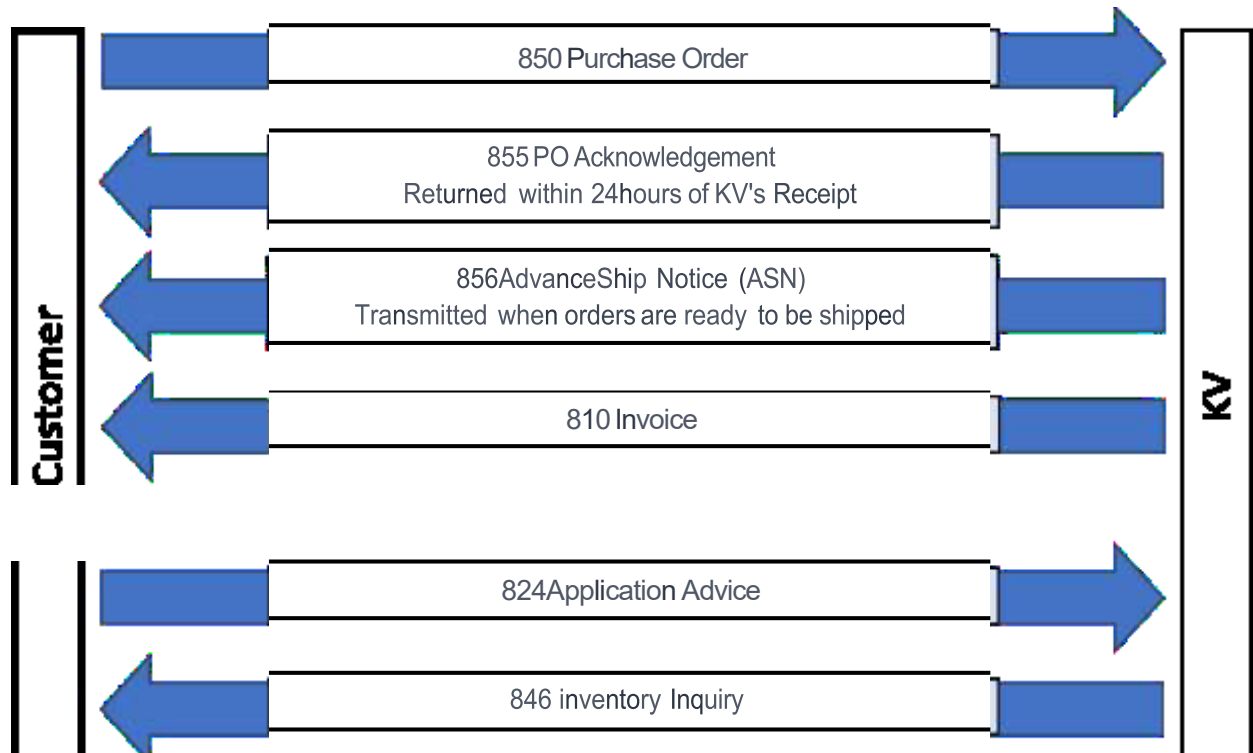 850 Purchase Order
855 PO Acknowledgement
Returned within 24hours of KV's Receipt
856AdvanceShip Notice (ASN)
Transmitted when orders are ready to be shipped
Customer
KV
810 Invoice
824Application Advice
846 inventory Inquiry